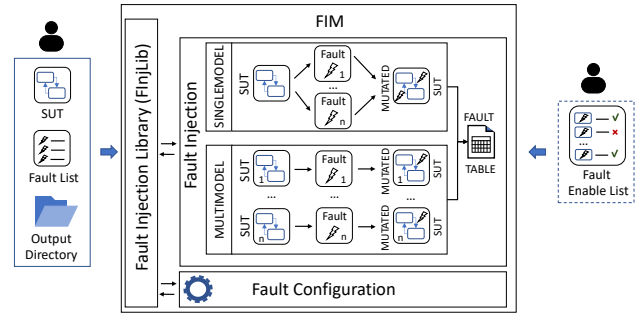 FIM
SUT
Fault List
Output
Directory
Fault Injection Library (FInjLib)
Fault Injection
SINGLEMODEL
SUT
Fault
1
...
Fault
n
MUTATED
SUT
MULTIMODEL
SUT
1
Fault
1
MUTATED
1
SUT
...
...
...
SUT
n
Fault
n
MUTATED
n
SUT
FAULT
TABLE
Fault Configuration
...
Fault
Enable List